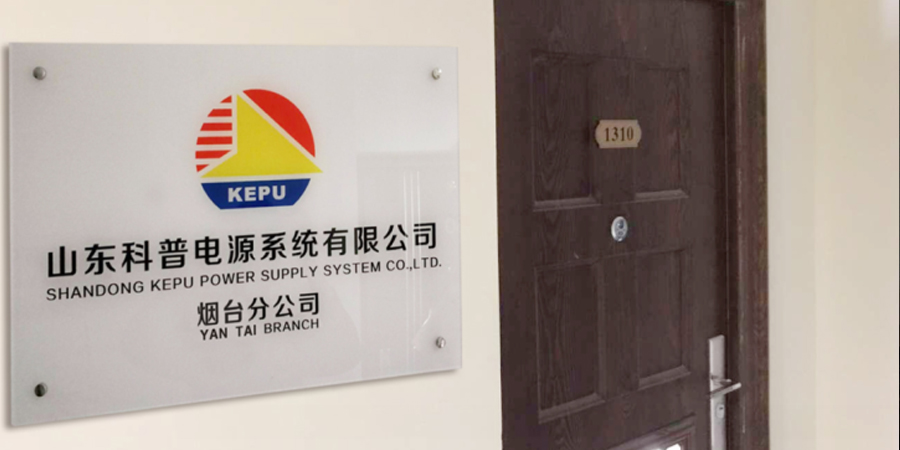 KEPU
山东科普电源系统有限公司
SHANDONG KEPU POWER SUPPLY SYSTEM CO.,LTD.
烟台分公司
YAN TAI BRANCH
1310